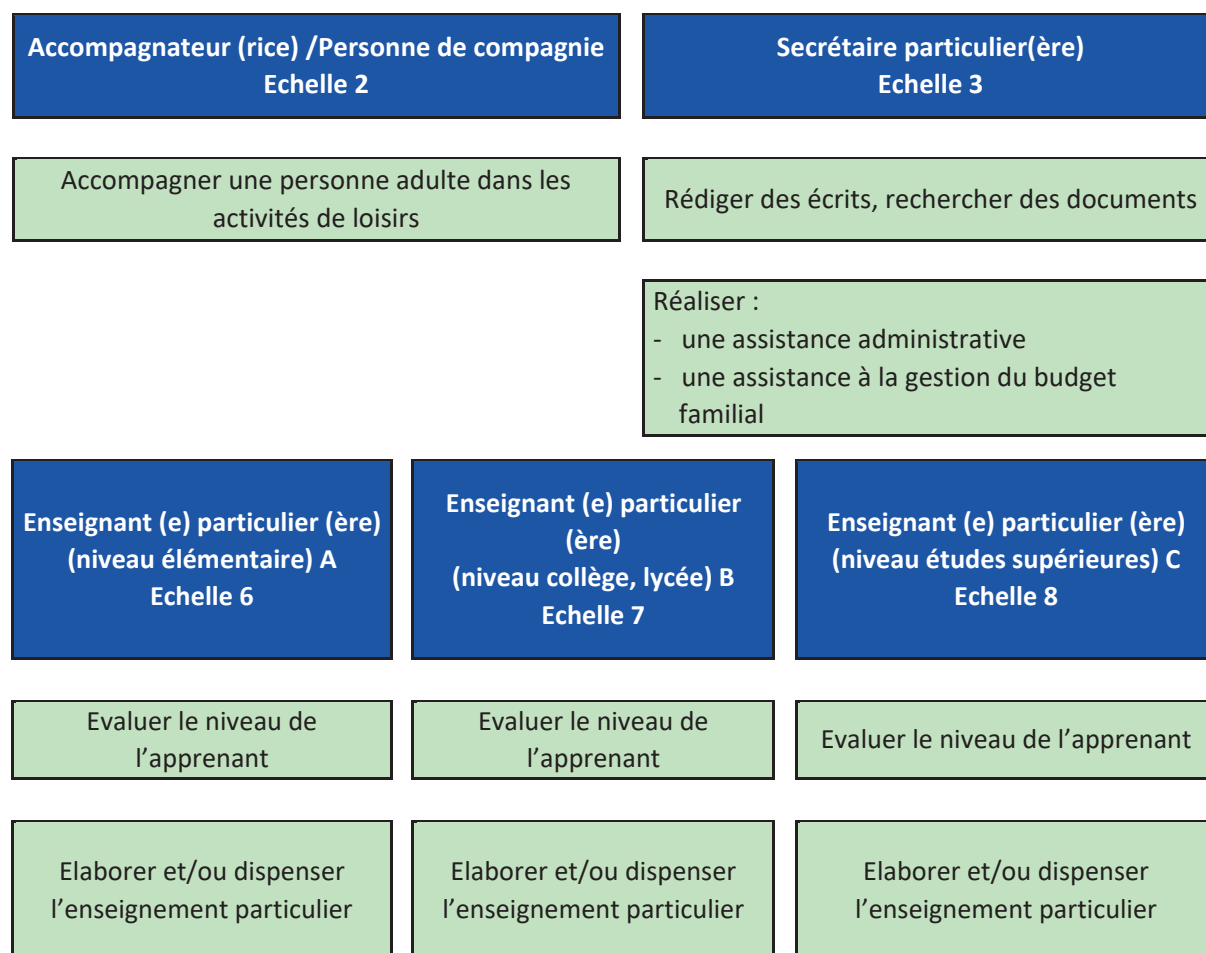 Accompagnateur (rice) /Personne de compagnie
Echelle 2
Secrétaire particulier(ère)
Echelle 3
Accompagner une personne adulte dans les
activités de loisirs
Rédiger des écrits, rechercher des documents
Réaliser :
- une assistance administrative
- une assistance à la gestion du budget
familial
Enseignant (e) particulier (ère)
(niveau élémentaire) A
Echelle 6
Enseignant (e) particulier
(ère)
(niveau collège, lycée) B
Echelle 7
Enseignant (e) particulier (ère)
(niveau études supérieures) C
Echelle 8
Evaluer le niveau de
l’apprenant
Evaluer le niveau de
l’apprenant
Evaluer le niveau de l’apprenant
Elaborer et/ou dispenser
l’enseignement particulier
Elaborer et/ou dispenser
l’enseignement particulier
Elaborer et/ou dispenser
l’enseignement particulier